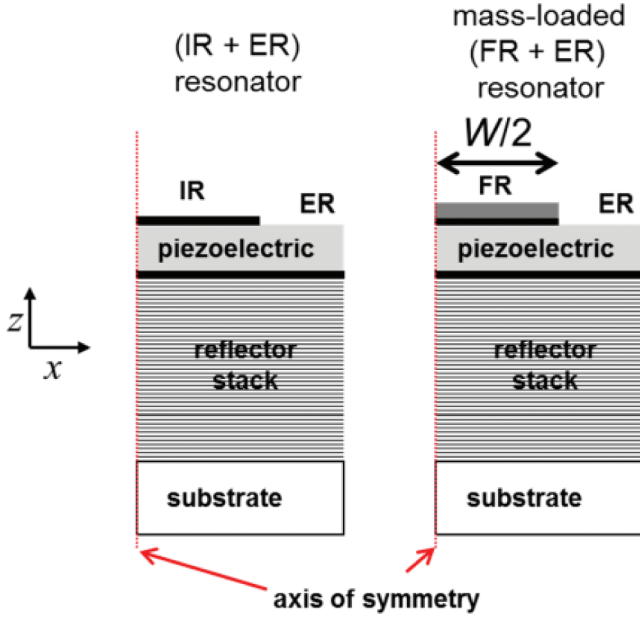 (IR + ER)
resonator
mass-loaded
(FR + ER)
resonator
W/2
IR
ER
FR
ER
piezoelectric
piezoelectric
z
x
reflector
stack
reflector
stack
substrate
substrate
axis of symmetry